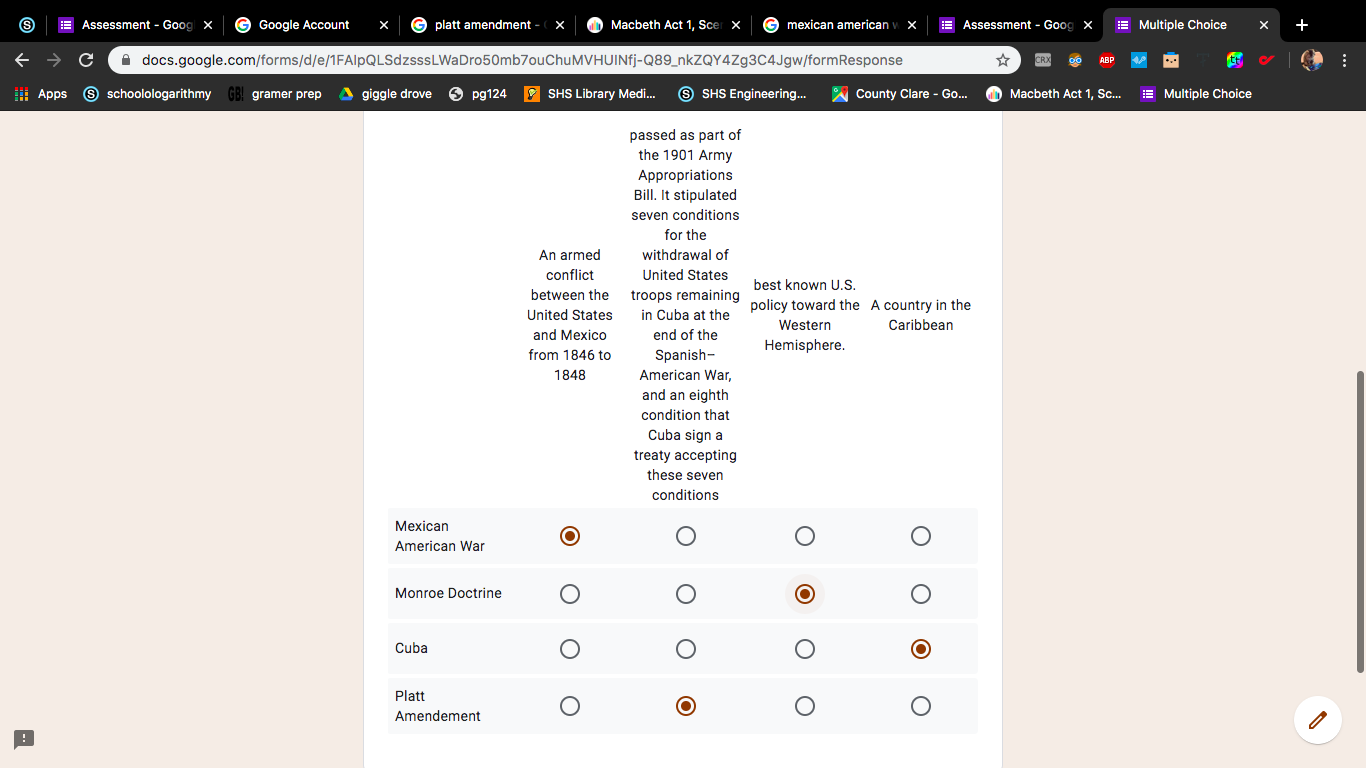 Assessment - Goog
Google Account
platt amendment -
Macbeth Act 1, Sce
mexican american
Assessment - Goog
Multiple Choice
docs.google.com/forms/d/e/1FAIpQLSdzsssLWaDro50mb7ouChuMVHUINfj-Q89_nkZQY4Zg3C4Jgw/formResponse
CRX
ABP
Apps
schoolologarithmy
GB!
gramer prep
giggle drove
pg124
SHS Library Medi...
SHS Engineering...
County Clare - Go...
Macbeth Act 1, Sc...
Multiple Choice
An armed
conflict
between the
United States
and Mexico
from 1846 to
1848
passed as part of
the 1901 Army
Appropriations
Bill. It stipulated
seven conditions
for the
withdrawal of
United States
troops remaining
in Cuba at the
end of the
Spanish–
American War,
and an eighth
condition that
Cuba sign a
treaty accepting
these seven
conditions
best known U.S.
policy toward the
Western
Hemisphere.
A country in the
Caribbean
Mexican
American War
Monroe Doctrine
Cuba
Platt
Amendement